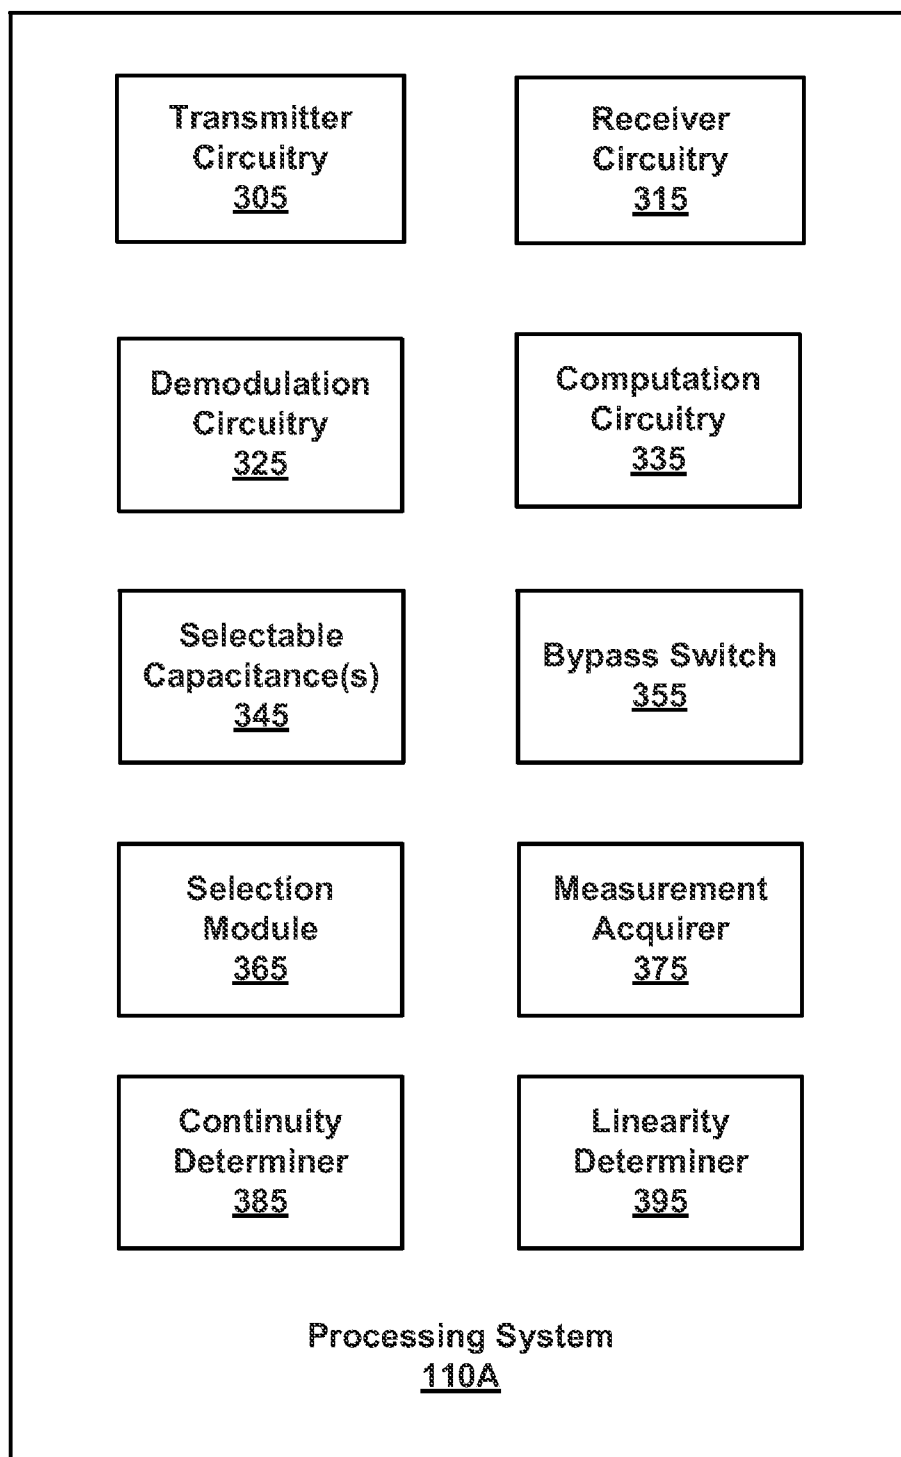 Transmitter
Circuitry
305
Receiver
Circuitry
315
Demodulation
Circuitry
325
Computation
Circuitry
335
Selectable
Capacitance(s)
345
Bypass Switch
355
Selection
Module
365
Measurement
Acquirer
375
Continuity
Determiner
385
Linearity
Determiner
395
Processing System
110A